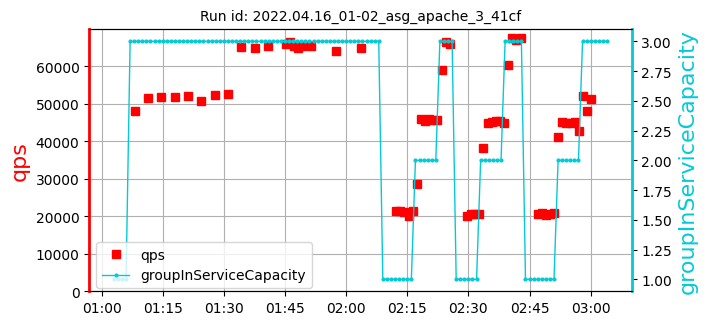 Run id: 2022.04.16_01-02_asg_apache_3_41cf
qps
60000
50000
40000
30000
20000
10000
0
3.00
2.75
2.50
2.25
2.00
1.75
1.50
1.25
1.00
groupInServiceCapacity
qps
groupInServiceCapacity
01:00 01:15 01:30 01:45 02:00 02:15 02:30 02:45 03:00